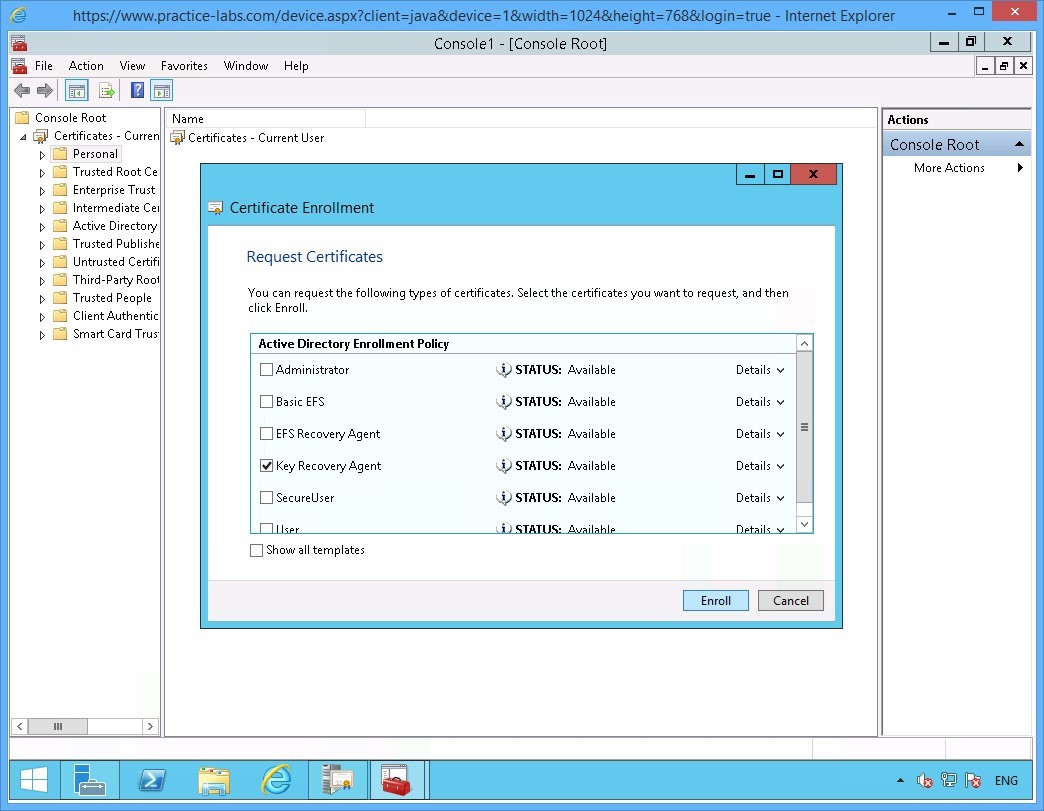 https://www.practice-labs.com/device.aspx?client=java&device=1&width=1024&height=768&login=true - Internet Explorer
Console1 - [Console Root]
File Action View Favorites Window Help
Console Root
Certificates - Curren
Personal
Trusted Root Ce
Enterprise Trust
Intermediate Cer
Active Directory
Trusted Publishe
Untrusted Certifi
Third-Party Root
Trusted People
Client Authentic
Smart Card Trus
Name
Certificates - Current User
Actions
Console Root
More Actions
Certificate Enrollment
Request Certificates
You can request the following types of certificates. Select the certificates you want to request, and then
click Enroll.
Active Directory Enrollment Policy
Administrator STATUS: Available Details
Basic EFS STATUS: Available Details
EFS Recovery Agent STATUS: Available Details
Key Recovery Agent STATUS: Available Details
SecureUser STATUS: Available Details
User STATUS: Available Details
Show all templates
Enroll Cancel
ENG